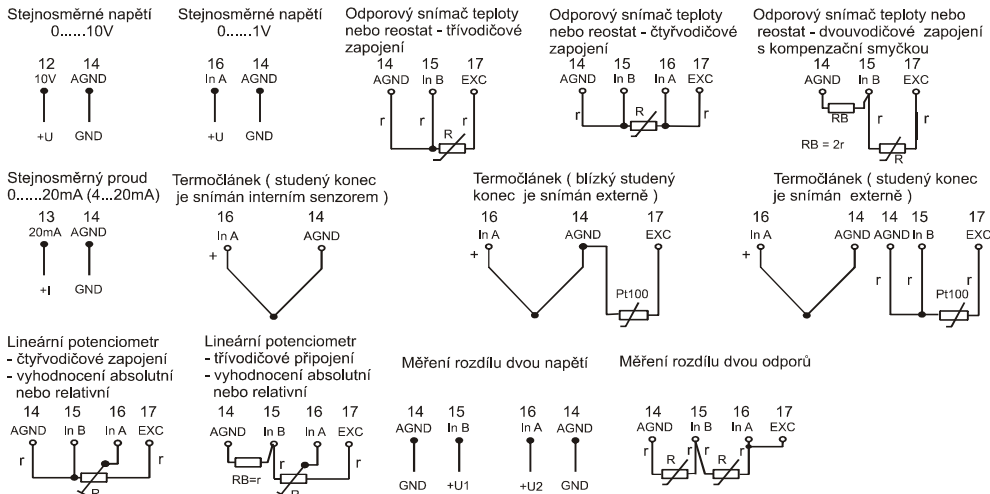 Stejnosměrné napětí
0.....10V
12 14
10V AGND
+U GND
Stejnosměrné napětí
0......1V
16 14
In A AGND
+U GND
Odporový snímač teploty
nebo reostat - třívodičové
zapojení
14 15 17
AGND In B EXC
r r R r
Odporový snímač teploty
nebo reostat - čtyřvodičové
zapojení
14 15 16 17
AGND In B In A EXC
r R r
Odporový snímač teploty nebo
reostat - dvouvodičové zapojení
s kompenzační smyčkou
14 15 17
AGND In B EXC
RB r r
RB = 2r R
Stejnosměrný proud
0......20mA (4...20mA)
13 14
20mA AGND
+I GND
Termočlánek ( studený konec
je snímán interním senzorem )
16 14
In A AGND
+
Termočlánek ( blízký studený
konec je snímán externě )
16 14 17
In A AGND EXC
+
Pt100
Termočlánek ( studený konec
je snímán externě )
16 14 14 15 17
In A AGND AGND In B EXC
+ r r r
Pt100
Lineární potenciometr
- čtyřvodičové zapojení
- vyhodnocení absolutní
nebo relativní
14 15 16 17
AGND In B In A EXC
r r
R
Lineární potenciometr
- třívodičové připojení
- vyhodnocení absolutní
nebo relativní
14 15 16 17
AGND In B In A EXC
r r
RB=r R
Měření rozdílu dvou napětí
14 15 16 14
AGND In B In A AGND
GND +U1 +U2 GND
Měření rozdílu dvou odporů
14 15 16 17
AGND In B In A EXC
r R r r R r